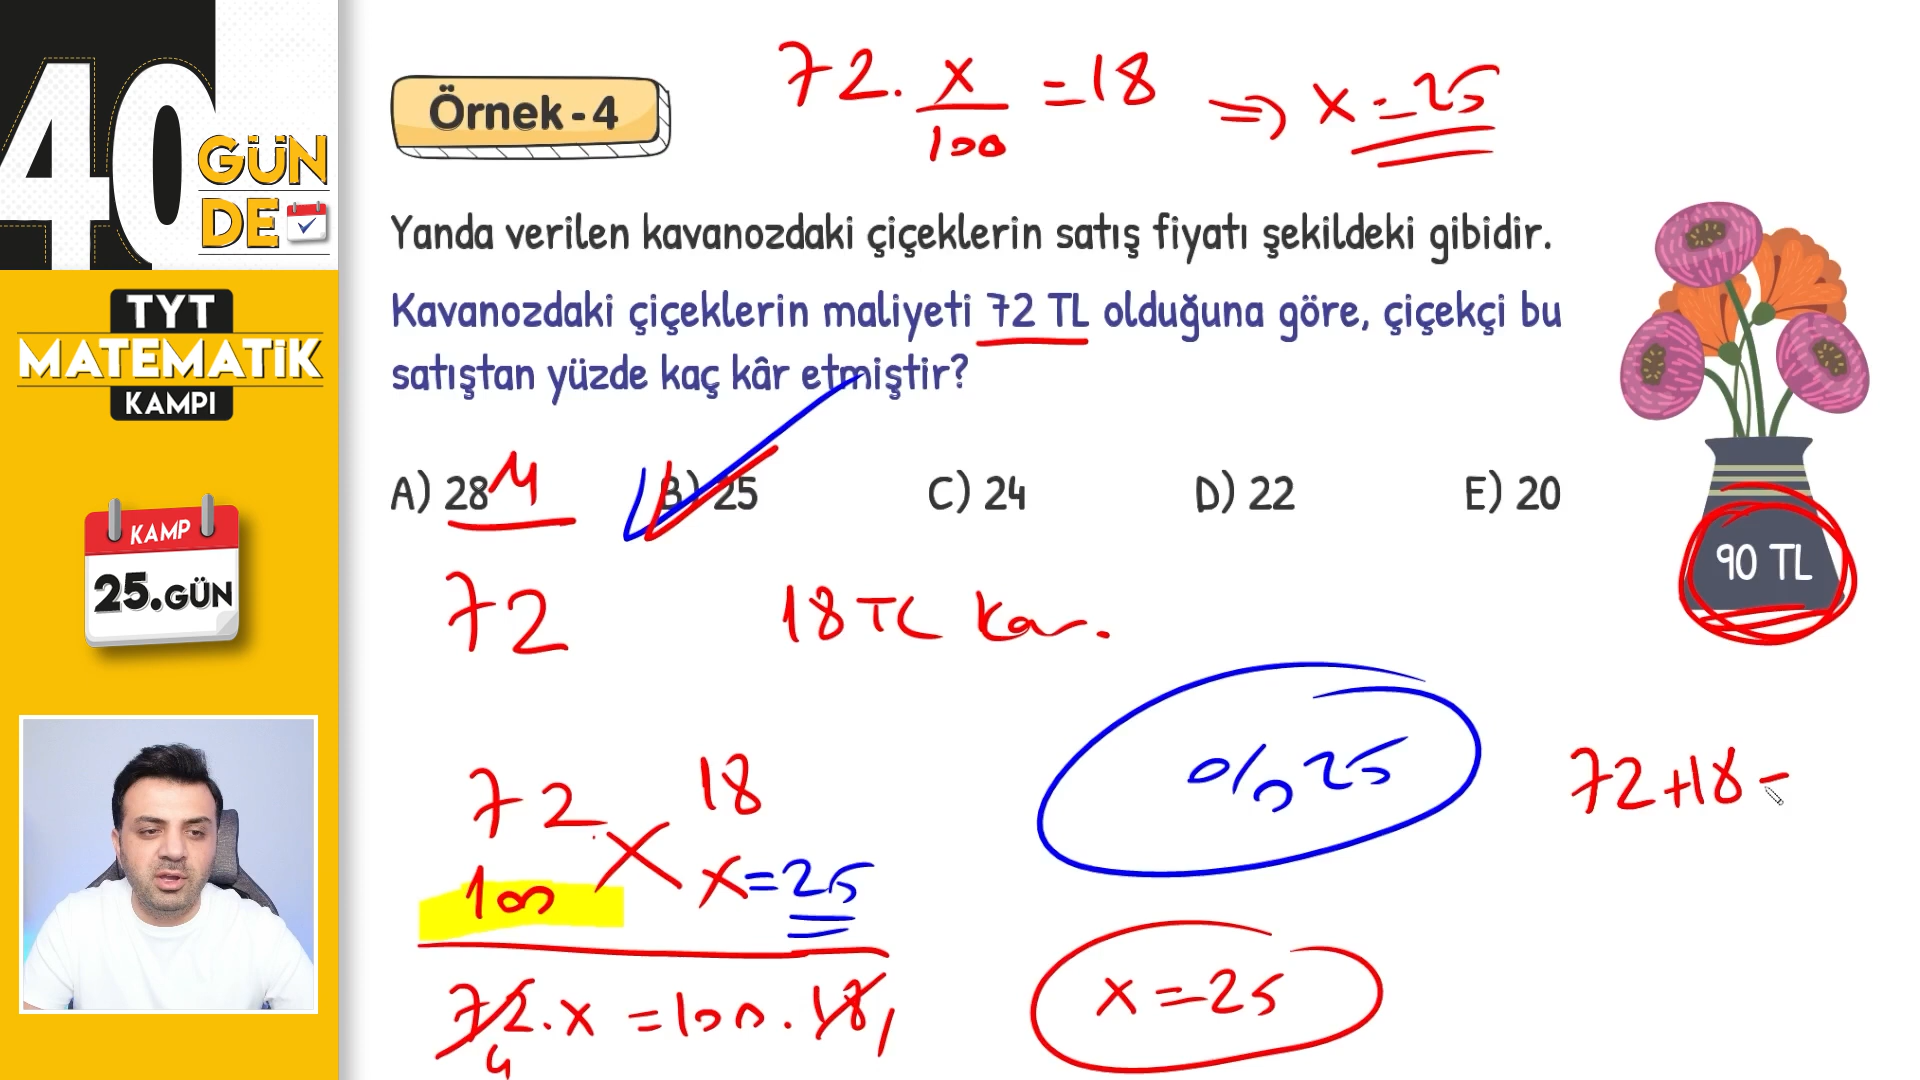 40
GÜN
DE
TYT
MATEMATİK
KAMPI
KAMP
25.GÜN
Örnek - 4
72 . x/100 = 18 ⇒ x = 25
Yanda verilen kavanozdaki çiçeklerin satış fiyatı şekildeki gibidir.
Kavanozdaki çiçeklerin maliyeti 72 TL olduğuna göre, çiçekçi bu
satıştan yüzde kaç kâr etmiştir?
A) 28 B) 25 C) 24 D) 22 E) 20
M
90 TL
72 18 TL Kar.
72 18
100 x = 25
72 . x = 100 . 18
4 1
% 25
x = 25
72 + 18 =